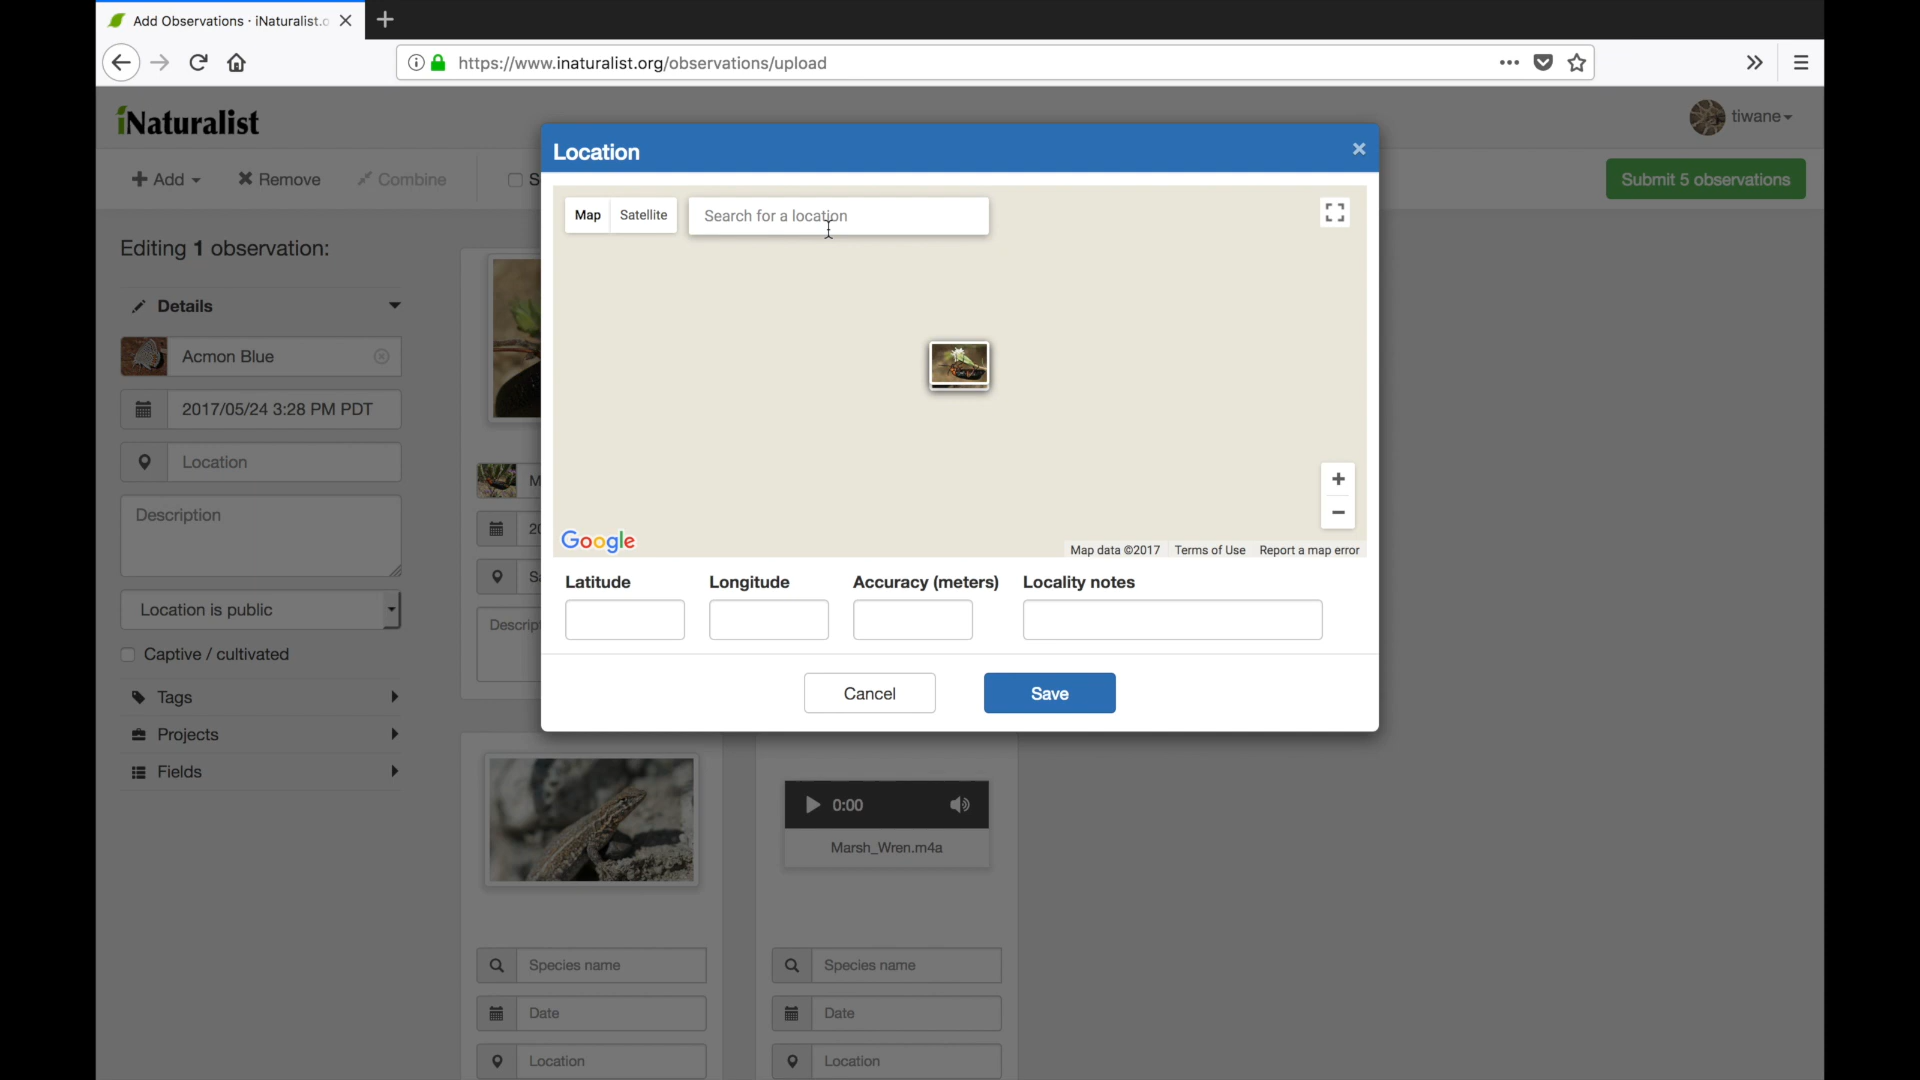 Add Observations · iNaturalist.o
https://www.inaturalist.org/observations/upload
iNaturalist
tiwane
Add
Remove
Combine
Submit 5 observations
Location
×
Map
Satellite
Search for a location
Google
Map data ©2017
Terms of Use
Report a map error
Latitude
Longitude
Accuracy (meters)
Locality notes
Cancel
Save
Editing 1 observation:
Details
Acmon Blue
2017/05/24 3:28 PM PDT
Location
Description
Location is public
Captive / cultivated
Tags
Projects
Fields
Descrip
0:00
Marsh_Wren.m4a
Species name
Date
Location
Species name
Date
Location